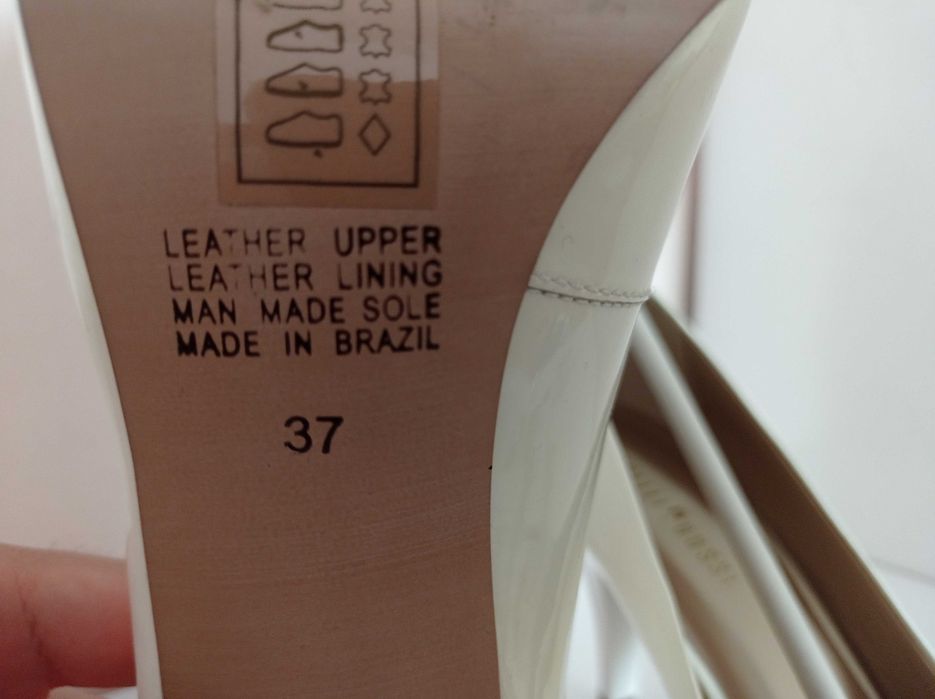 LEATHER UPPER
LEATHER LINING
MAN MADE SOLE
MADE IN BRAZIL
37